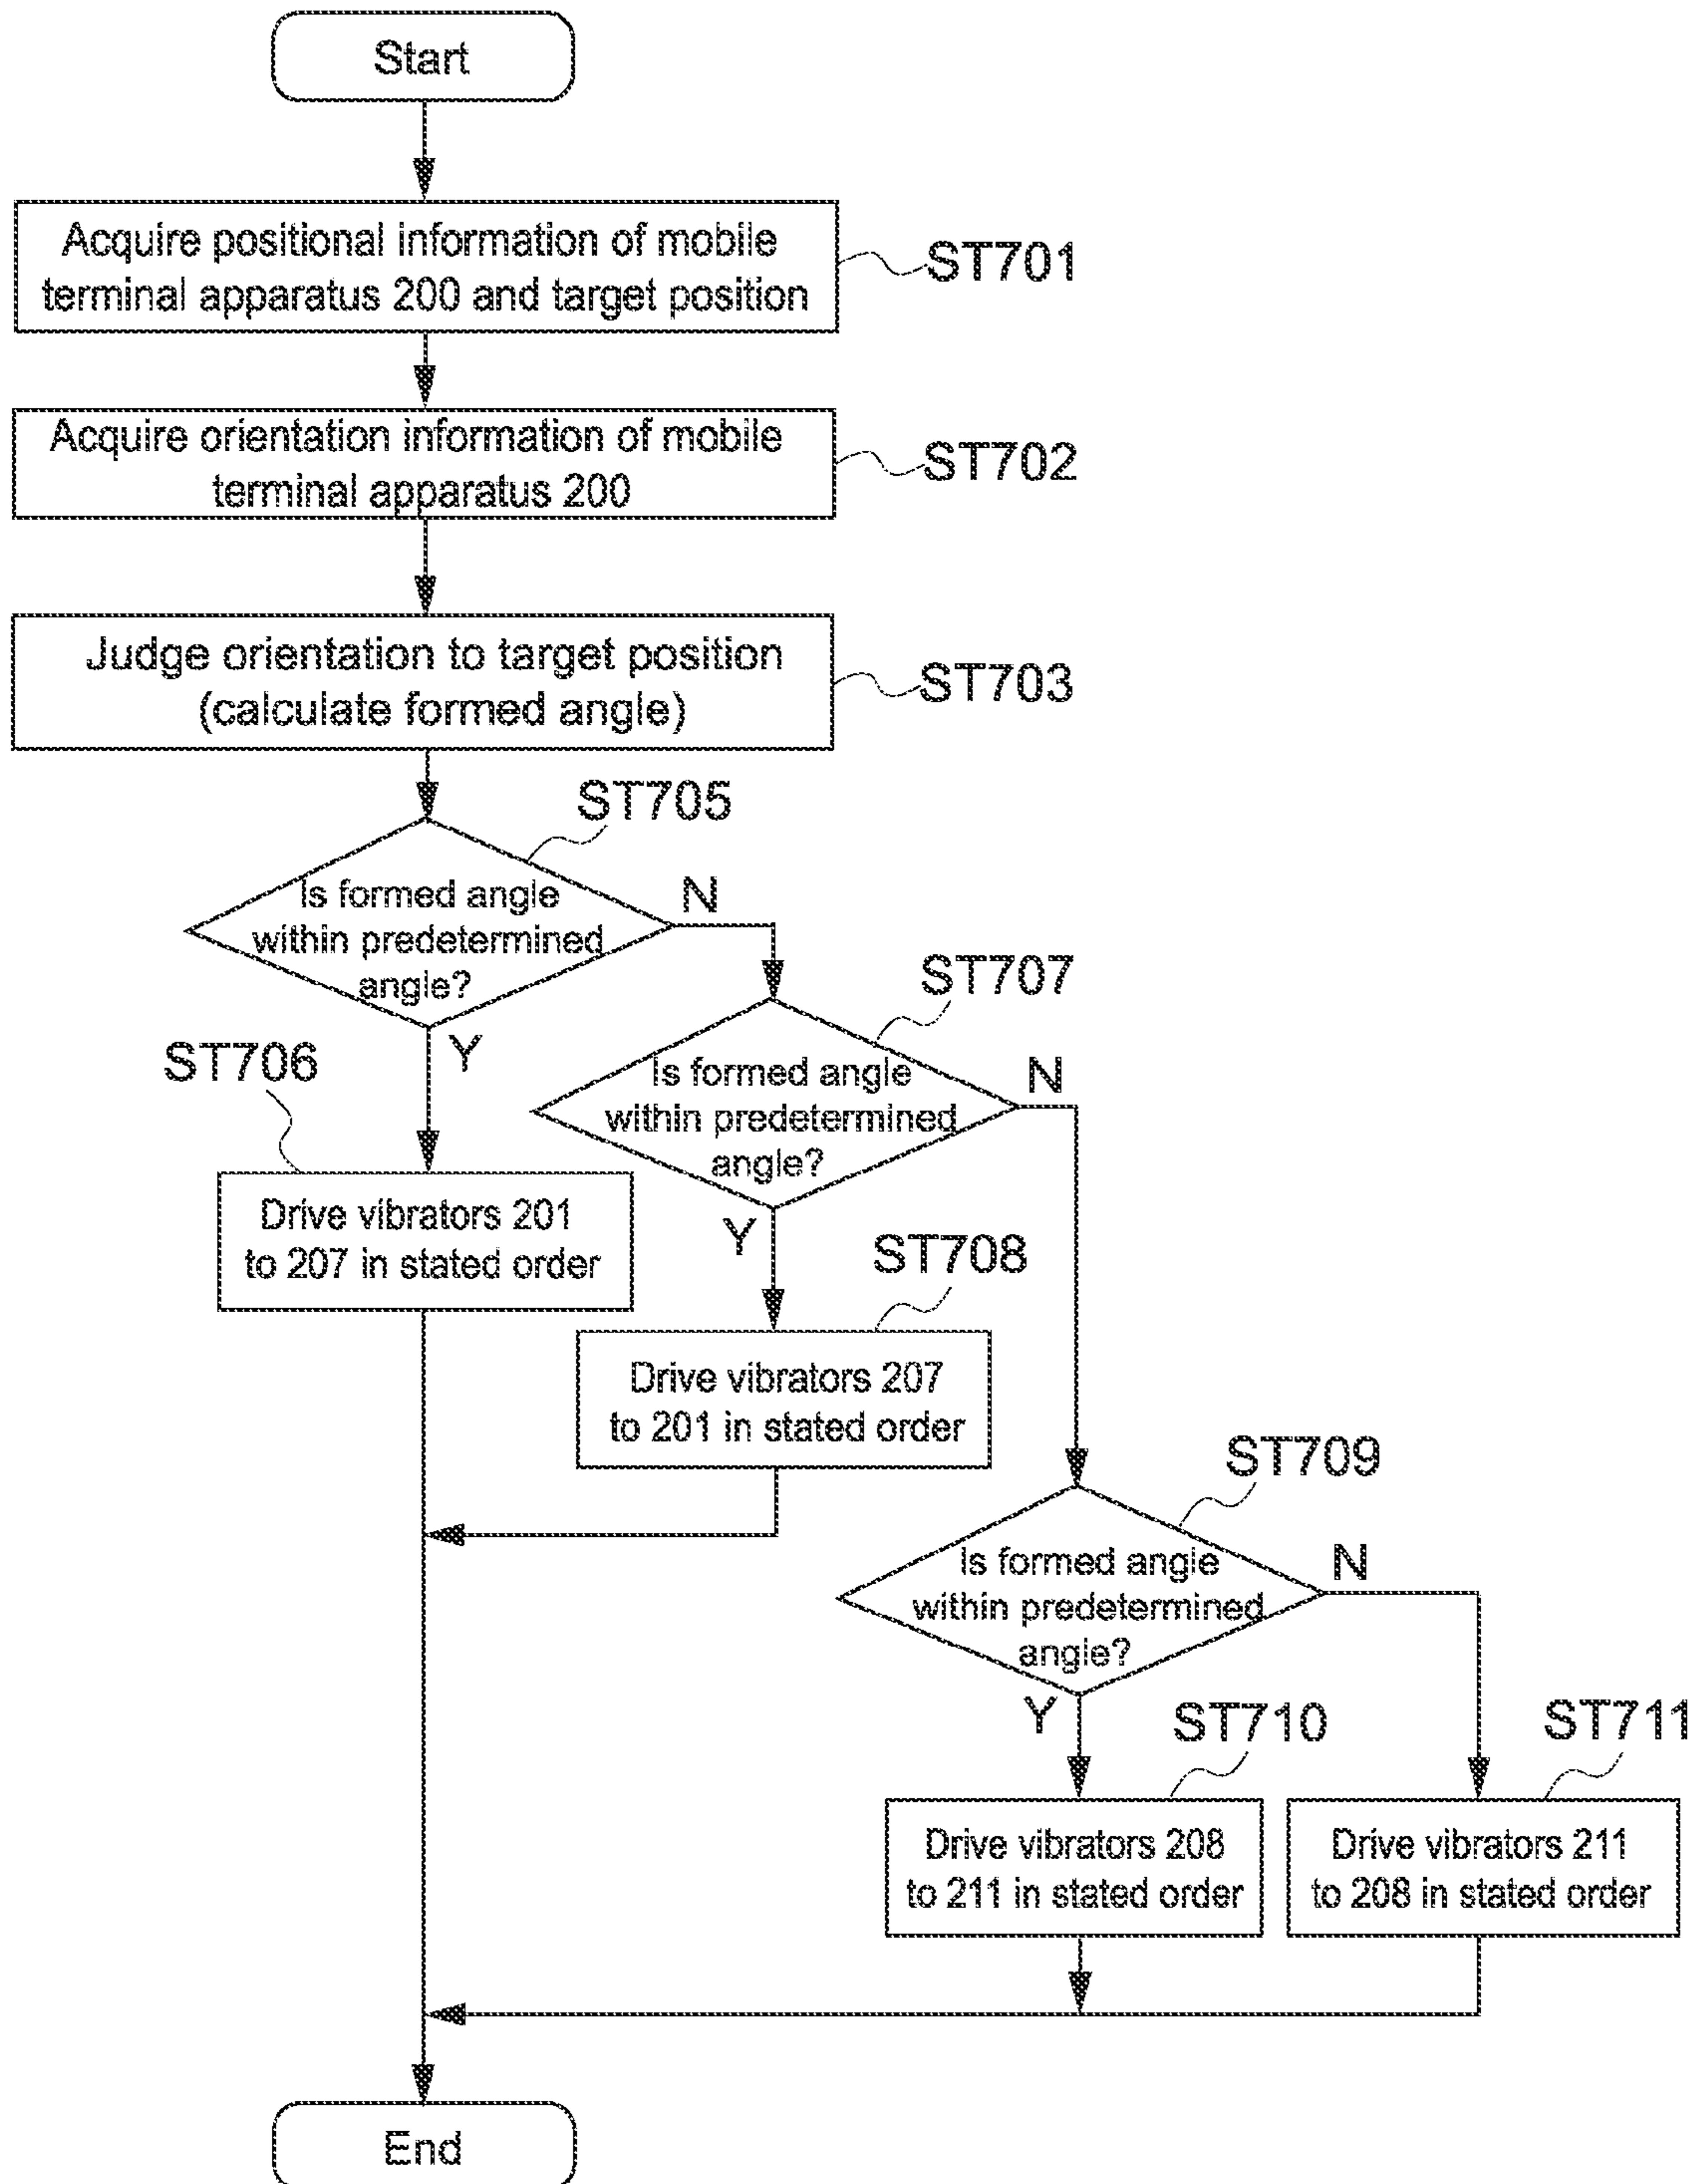 Start
Acquire positional information of mobile
terminal apparatus 200 and target position
ST701
Acquire orientation information of mobile
terminal apparatus 200
ST702
Judge orientation to target position
(calculate formed angle)
ST703
ST705
Is formed angle
within predetermined
angle?
N
Y
ST706
Drive vibrators 201
to 207 in stated order
ST707
Is formed angle
within predetermined
angle?
N
Y
ST708
Drive vibrators 207
to 201 in stated order
ST709
Is formed angle
within predetermined
angle?
N
Y
ST710
Drive vibrators 208
to 211 in stated order
ST711
Drive vibrators 211
to 208 in stated order
End